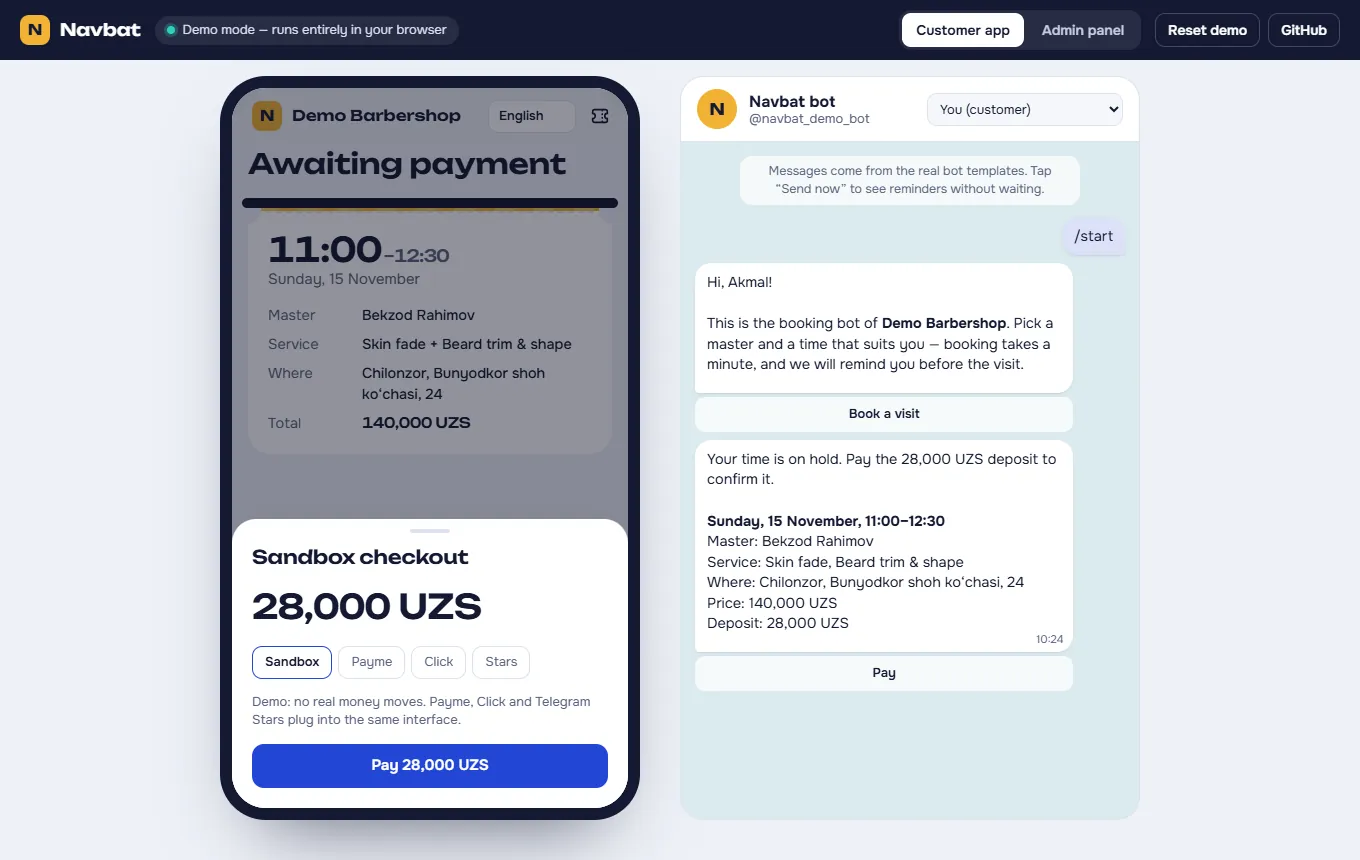 N Navbat
Demo mode – runs entirely in your browser
Customer app
Admin panel
Reset demo
GitHub
N Demo Barbershop
English
Awaiting payment
11:00–12:30
Sunday, 15 November
Master Bekzod Rahimov
Service Skin fade + Beard trim & shape
Where Chilonzor, Bunyodkor shoh
koʻchasi, 24
Total 140,000 UZS
Sandbox checkout
28,000 UZS
Sandbox Payme Click Stars
Demo: no real money moves. Payme, Click and Telegram
Stars plug into the same interface.
Pay 28,000 UZS
N Navbat bot
@navbat_demo_bot
You (customer)
Messages come from the real bot templates. Tap
“Send now” to see reminders without waiting.
/start
Hi, Akmal!
This is the booking bot of Demo Barbershop. Pick a
master and a time that suits you — booking takes a
minute, and we will remind you before the visit.
Book a visit
Your time is on hold. Pay the 28,000 UZS deposit to
confirm it.
Sunday, 15 November, 11:00–12:30
Master: Bekzod Rahimov
Service: Skin fade, Beard trim & shape
Where: Chilonzor, Bunyodkor shoh koʻchasi, 24
Price: 140,000 UZS
Deposit: 28,000 UZS
10:24
Pay